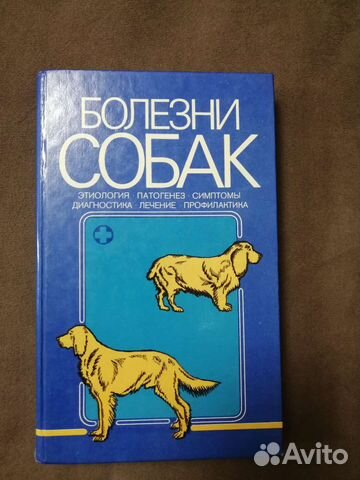 БОЛЕЗНИ
СОБАК
ЭТИОЛОГИЯ ПАТОГЕНЕЗ СИМПТОМЫ
ДИАГНОСТИКА ЛЕЧЕНИЕ ПРОФИЛАКТИКА
Avito